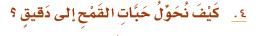 ٤. كَيْفَ نُحَوِّلُ حَبَّاتِ القَمْحِ إلى دَقيقٍ ؟